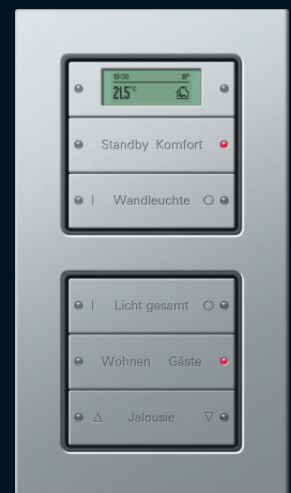 21.5°C
Standby Komfort
I Wandleuchte O
I Licht gesamt O
Wohnen Gäste
△ Jalousie ▽